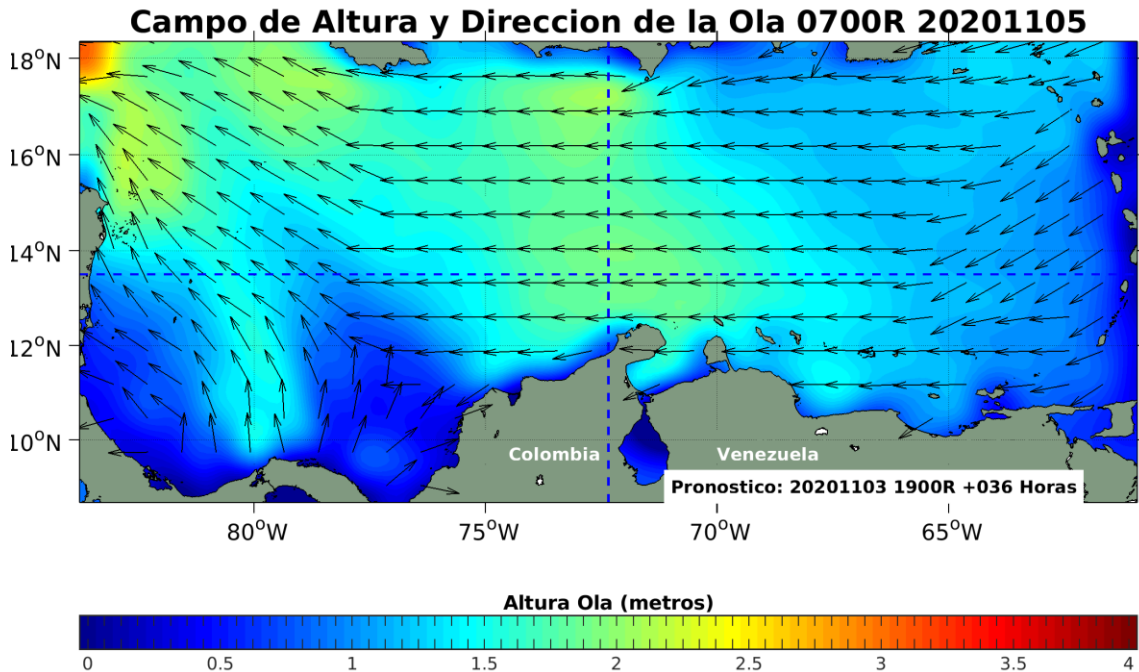 Campo de Altura y Direccion de la Ola 0700R 20201105
18°N
16°N
14°N
12°N
10°N
Colombia
Venezuela
Pronostico: 20201103 1900R +036 Horas
80°W
75°W
70°W
65°W
Altura Ola (metros)
0 0.5 1 1.5 2 2.5 3 3.5 4